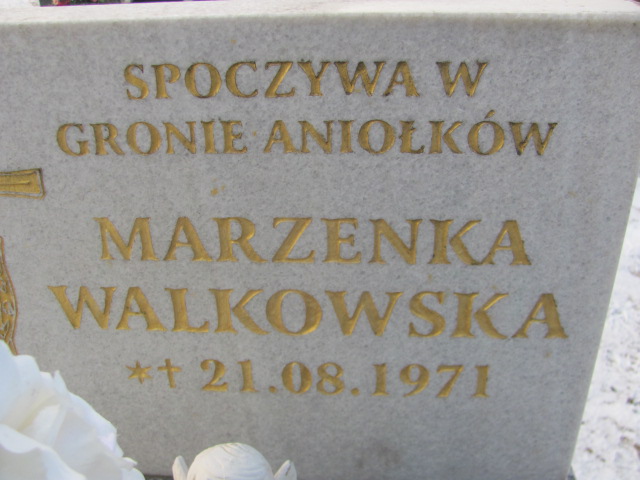 SPOCZYWA W
GRONIE ANIOŁKÓW
MARZENKA
WALKOWSKA
*✝ 21.08.1971